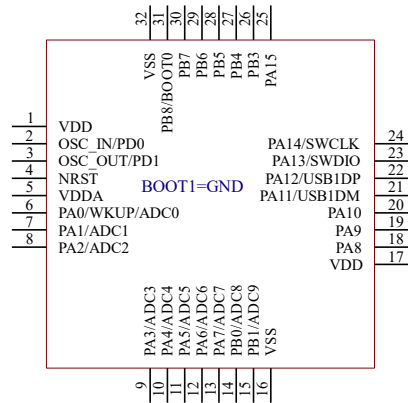 32 31 30 29 28 27 26 25
VSS
PB8/BOOT0
PB7
PB6
PB5
PB4
PB3
PA15
1 VDD
2 OSC_IN/PD0
3 OSC_OUT/PD1
4 NRST
5 VDDA
6 PA0/WKUP/ADC0
7 PA1/ADC1
8 PA2/ADC2
BOOT1=GND
PA14/SWCLK 24
PA13/SWDIO 23
PA12/USB1DP 22
PA11/USB1DM 21
PA10 20
PA9 19
PA8 18
VDD 17
PA3/ADC3
PA4/ADC4
PA5/ADC5
PA6/ADC6
PA7/ADC7
PB0/ADC8
PB1/ADC9
VSS
9 10 11 12 13 14 15 16